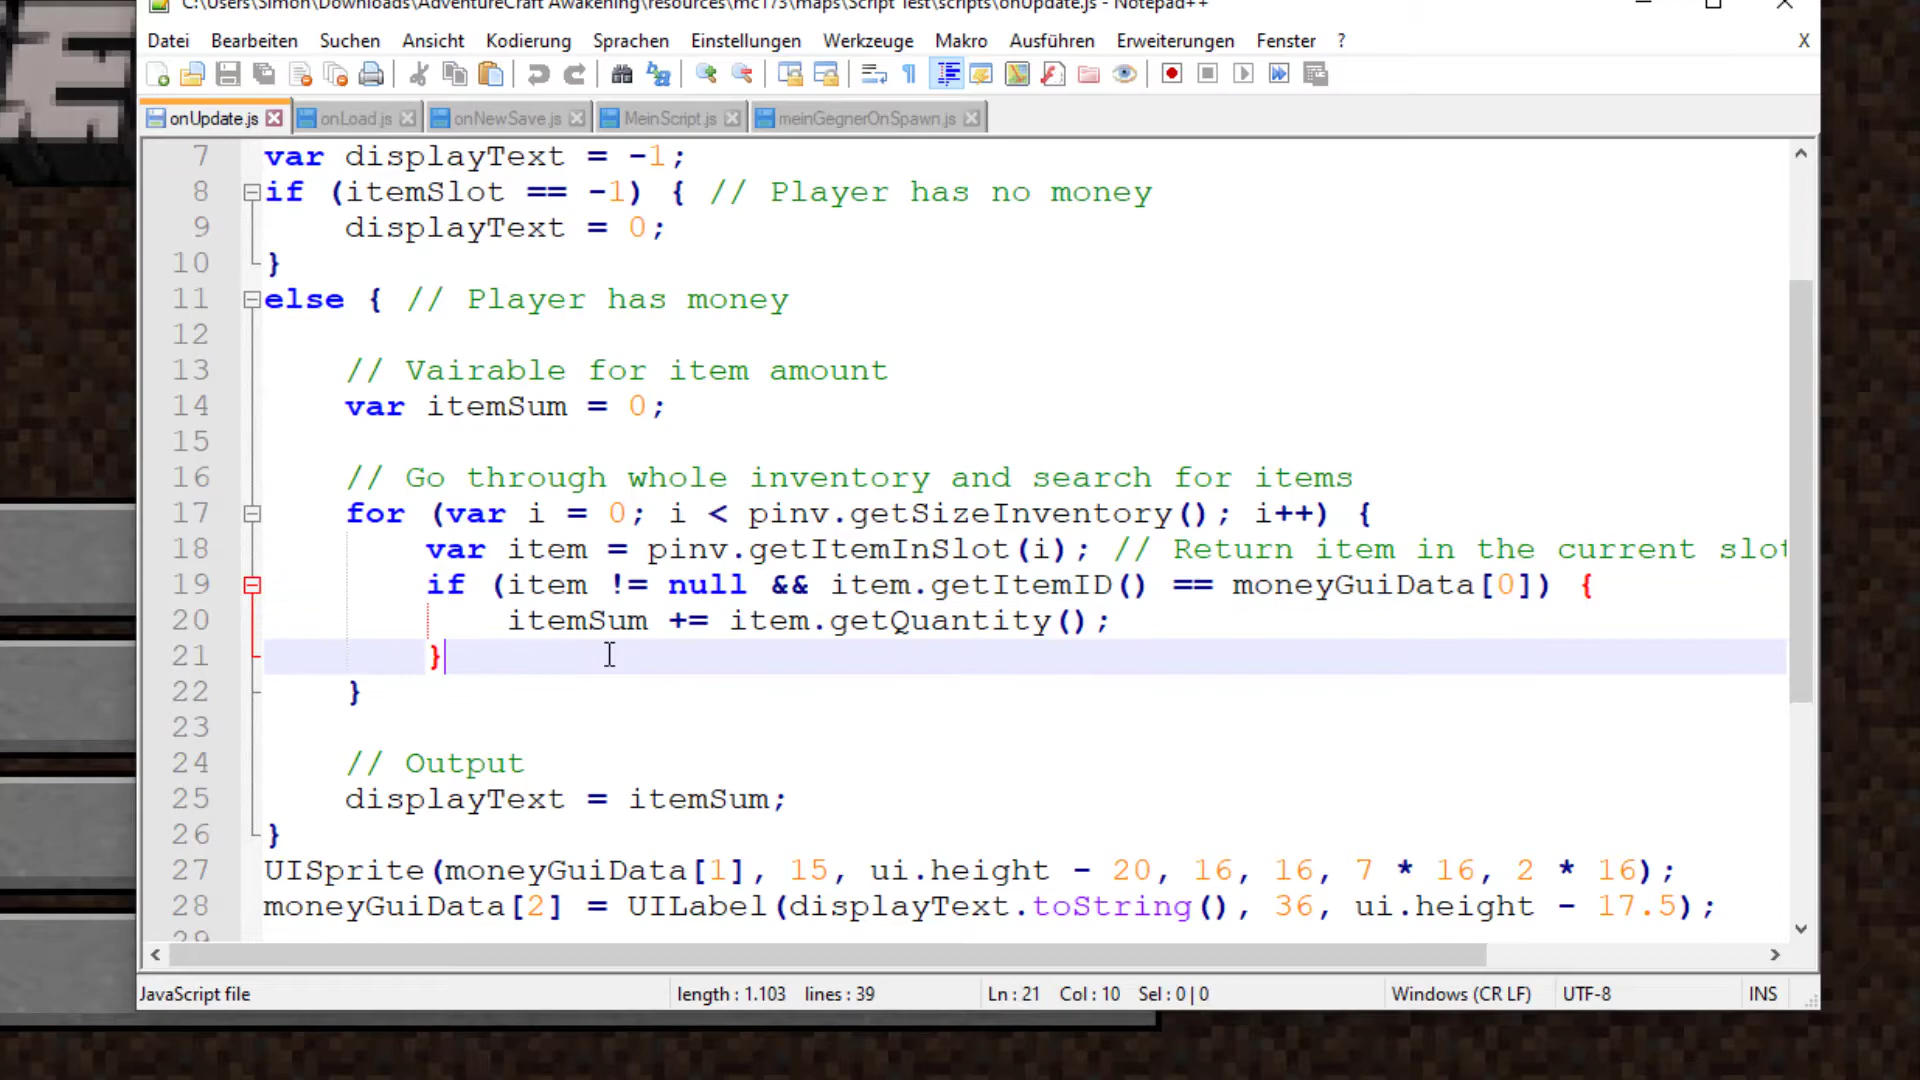 C:\Users\Simon\Downloads\AdventureCraft Awakening\resources\mc173\maps\Script Test\scripts\onUpdate.js - Notepad++
Datei Bearbeiten Suchen Ansicht Kodierung Sprachen Einstellungen Werkzeuge Makro Ausführen Erweiterungen Fenster ? X
onUpdate.js onLoad.js onNewSave.js MeinScript.js meinGegnerOnSpawn.js
7 var displayText = -1;
8 if (itemSlot == -1) { // Player has no money
9 displayText = 0;
10 }
11 else { // Player has money
12
13 // Vairable for item amount
14 var itemSum = 0;
15
16 // Go through whole inventory and search for items
17 for (var i = 0; i < pinv.getSizeInventory(); i++) {
18 var item = pinv.getItemInSlot(i); // Return item in the current slot
19 if (item != null && item.getItemID() == moneyGuiData[0]) {
20 itemSum += item.getQuantity();
21 }
22 }
23
24 // Output
25 displayText = itemSum;
26 }
27 UISprite(moneyGuiData[1], 15, ui.height - 20, 16, 16, 7 * 16, 2 * 16);
28 moneyGuiData[2] = UILabel(displayText.toString(), 36, ui.height - 17.5);
29
JavaScript file length : 1.103 lines : 39 Ln : 21 Col : 10 Sel : 0 | 0 Windows (CR LF) UTF-8 INS